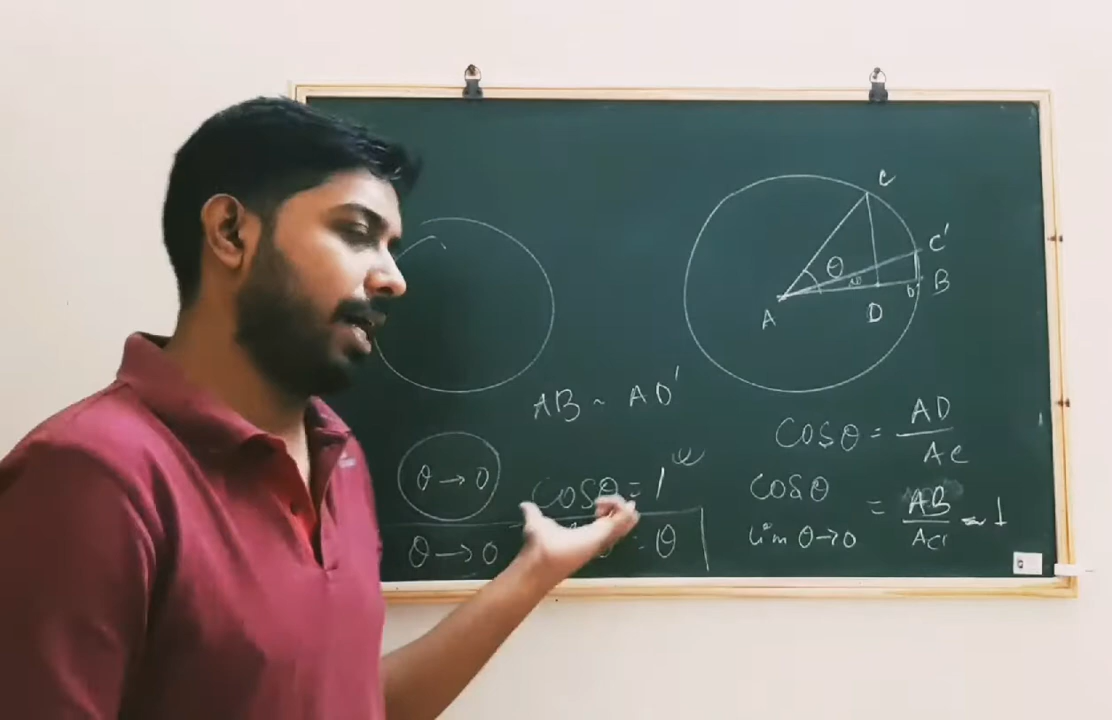 C
C'
θ
B
D'
A
D
AB ~ AD'
Cosθ = AD / AC
θ → 0
Cosθ = 1
Cosθ
lim θ→0
= AB / AC' ~ 1
θ → 0
= θ